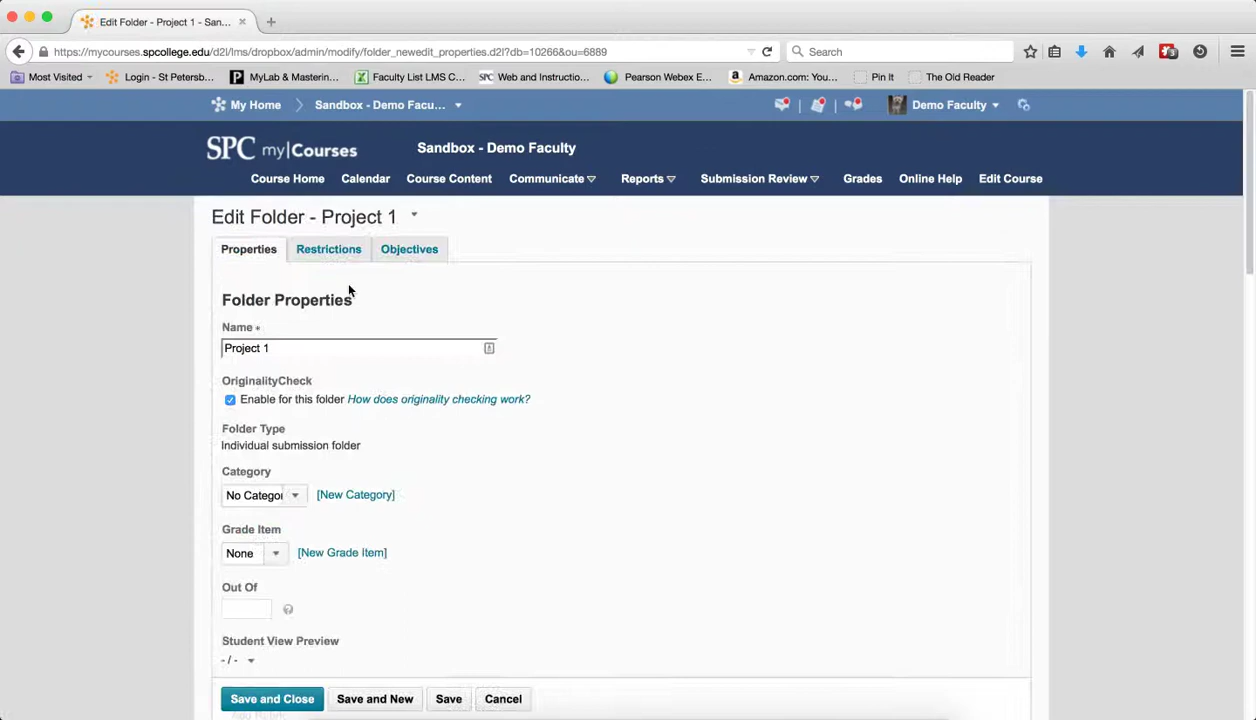 Edit Folder - Project 1 - San...
https://mycourses.spcollege.edu/d2l/lms/dropbox/admin/modify/folder_newedit_properties.d2l?db=10266&ou=6889
Search
Most Visited
Login - St Petersb...
MyLab & Masterin...
Faculty List LMS C...
SPC Web and Instructio...
Pearson Webex E...
Amazon.com: You...
Pin It
The Old Reader
My Home
Sandbox - Demo Facu...
Demo Faculty
SPC my|Courses
Sandbox - Demo Faculty
Course Home
Calendar
Course Content
Communicate
Reports
Submission Review
Grades
Online Help
Edit Course
Edit Folder - Project 1
Properties
Restrictions
Objectives
Folder Properties
Name *
Project 1
OriginalityCheck
Enable for this folder How does originality checking work?
Folder Type
Individual submission folder
Category
No Categor
[New Category]
Grade Item
None
[New Grade Item]
Out Of
Student View Preview
- / -
Save and Close
Save and New
Save
Cancel